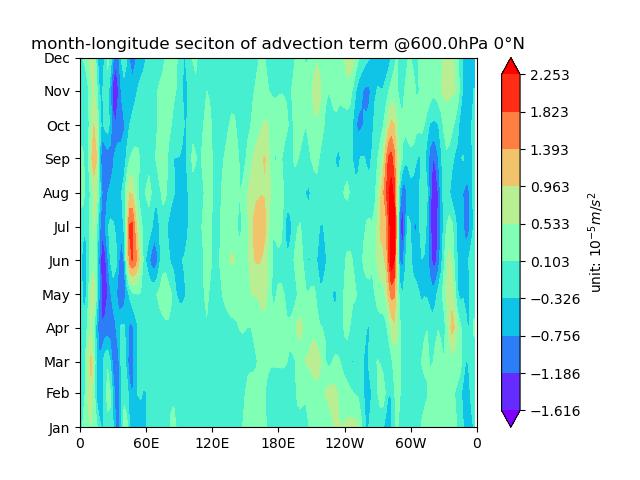 month-longitude seciton of advection term @600.0hPa 0°N
Dec
Nov
Oct
Sep
Aug
Jul
Jun
May
Apr
Mar
Feb
Jan
0 60E 120E 180E 120W 60W 0
2.253
1.823
1.393
0.963
0.533
0.103
−0.326
−0.756
−1.186
−1.616
unit: 10⁻⁵m/s²